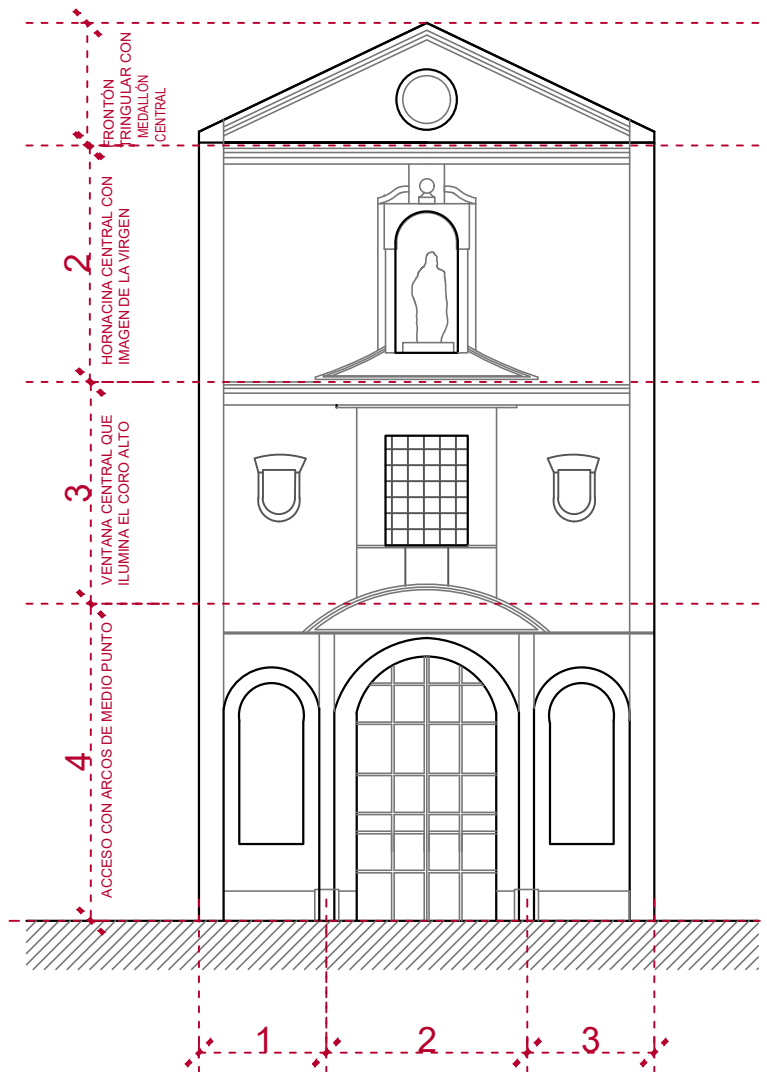 FRONTÓN
TRINGULAR CON
MEDALLÓN
CENTRAL
2
HORNACINA CENTRAL CON
IMAGEN DE LA VIRGEN
3
VENTANA CENTRAL QUE
ILUMINA EL CORO ALTO
4
ACCESO CON ARCOS DE MEDIO PUNTO
1
2
3